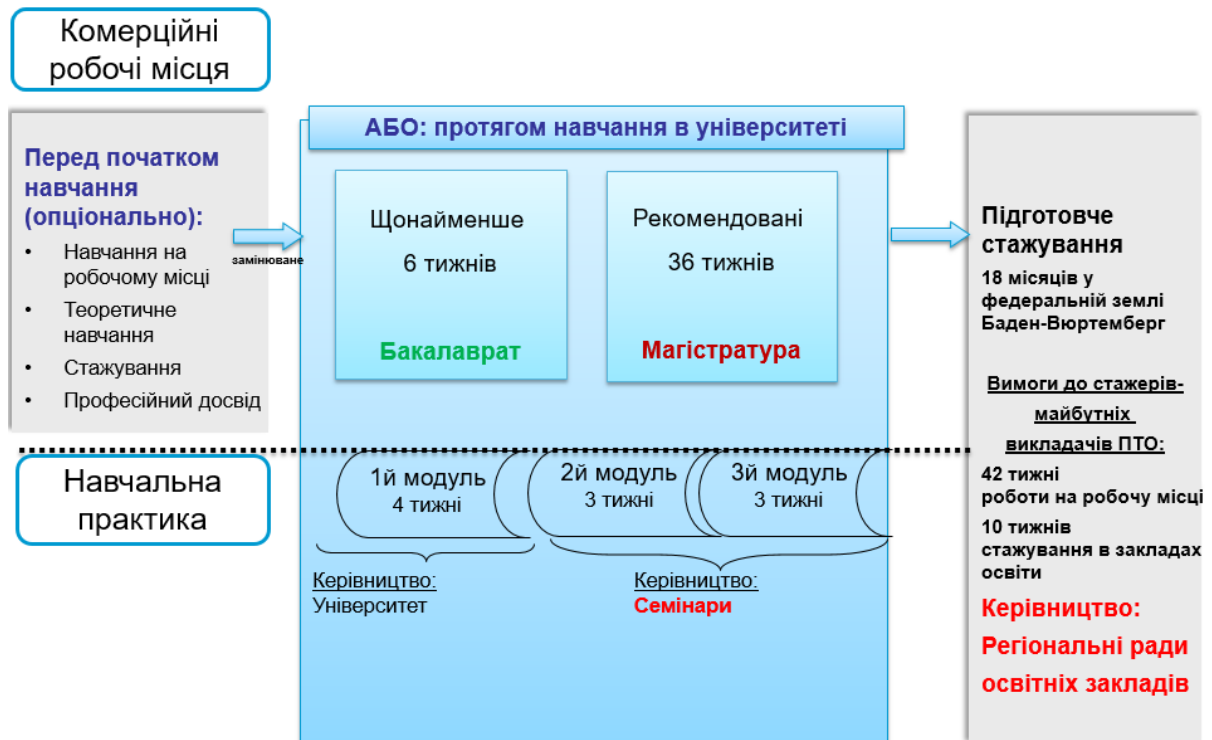 Комерційні
робочі місця
Перед початком
навчання
(опціонально):
• Навчання на
робочому місці
• Теоретичне
навчання
• Стажування
• Професійний досвід
замінюване
АБО: протягом навчання в університеті
Щонайменше
6 тижнів
Бакалаврат
Рекомендовані
36 тижнів
Магістратура
Підготовче
стажування
18 місяців у
федеральній землі
Баден-Вюртемберг
Вимоги до стажерів-
майбутніх
викладачів ПТО:
42 тижні
роботи на робочу місці
10 тижнів
стажування в закладах
освіти
Керівництво:
Регіональні ради
освітніх закладів
Навчальна
практика
1й модуль
4 тижні
2й модуль
3 тижні
3й модуль
3 тижні
Керівництво:
Університет
Керівництво:
Семінари